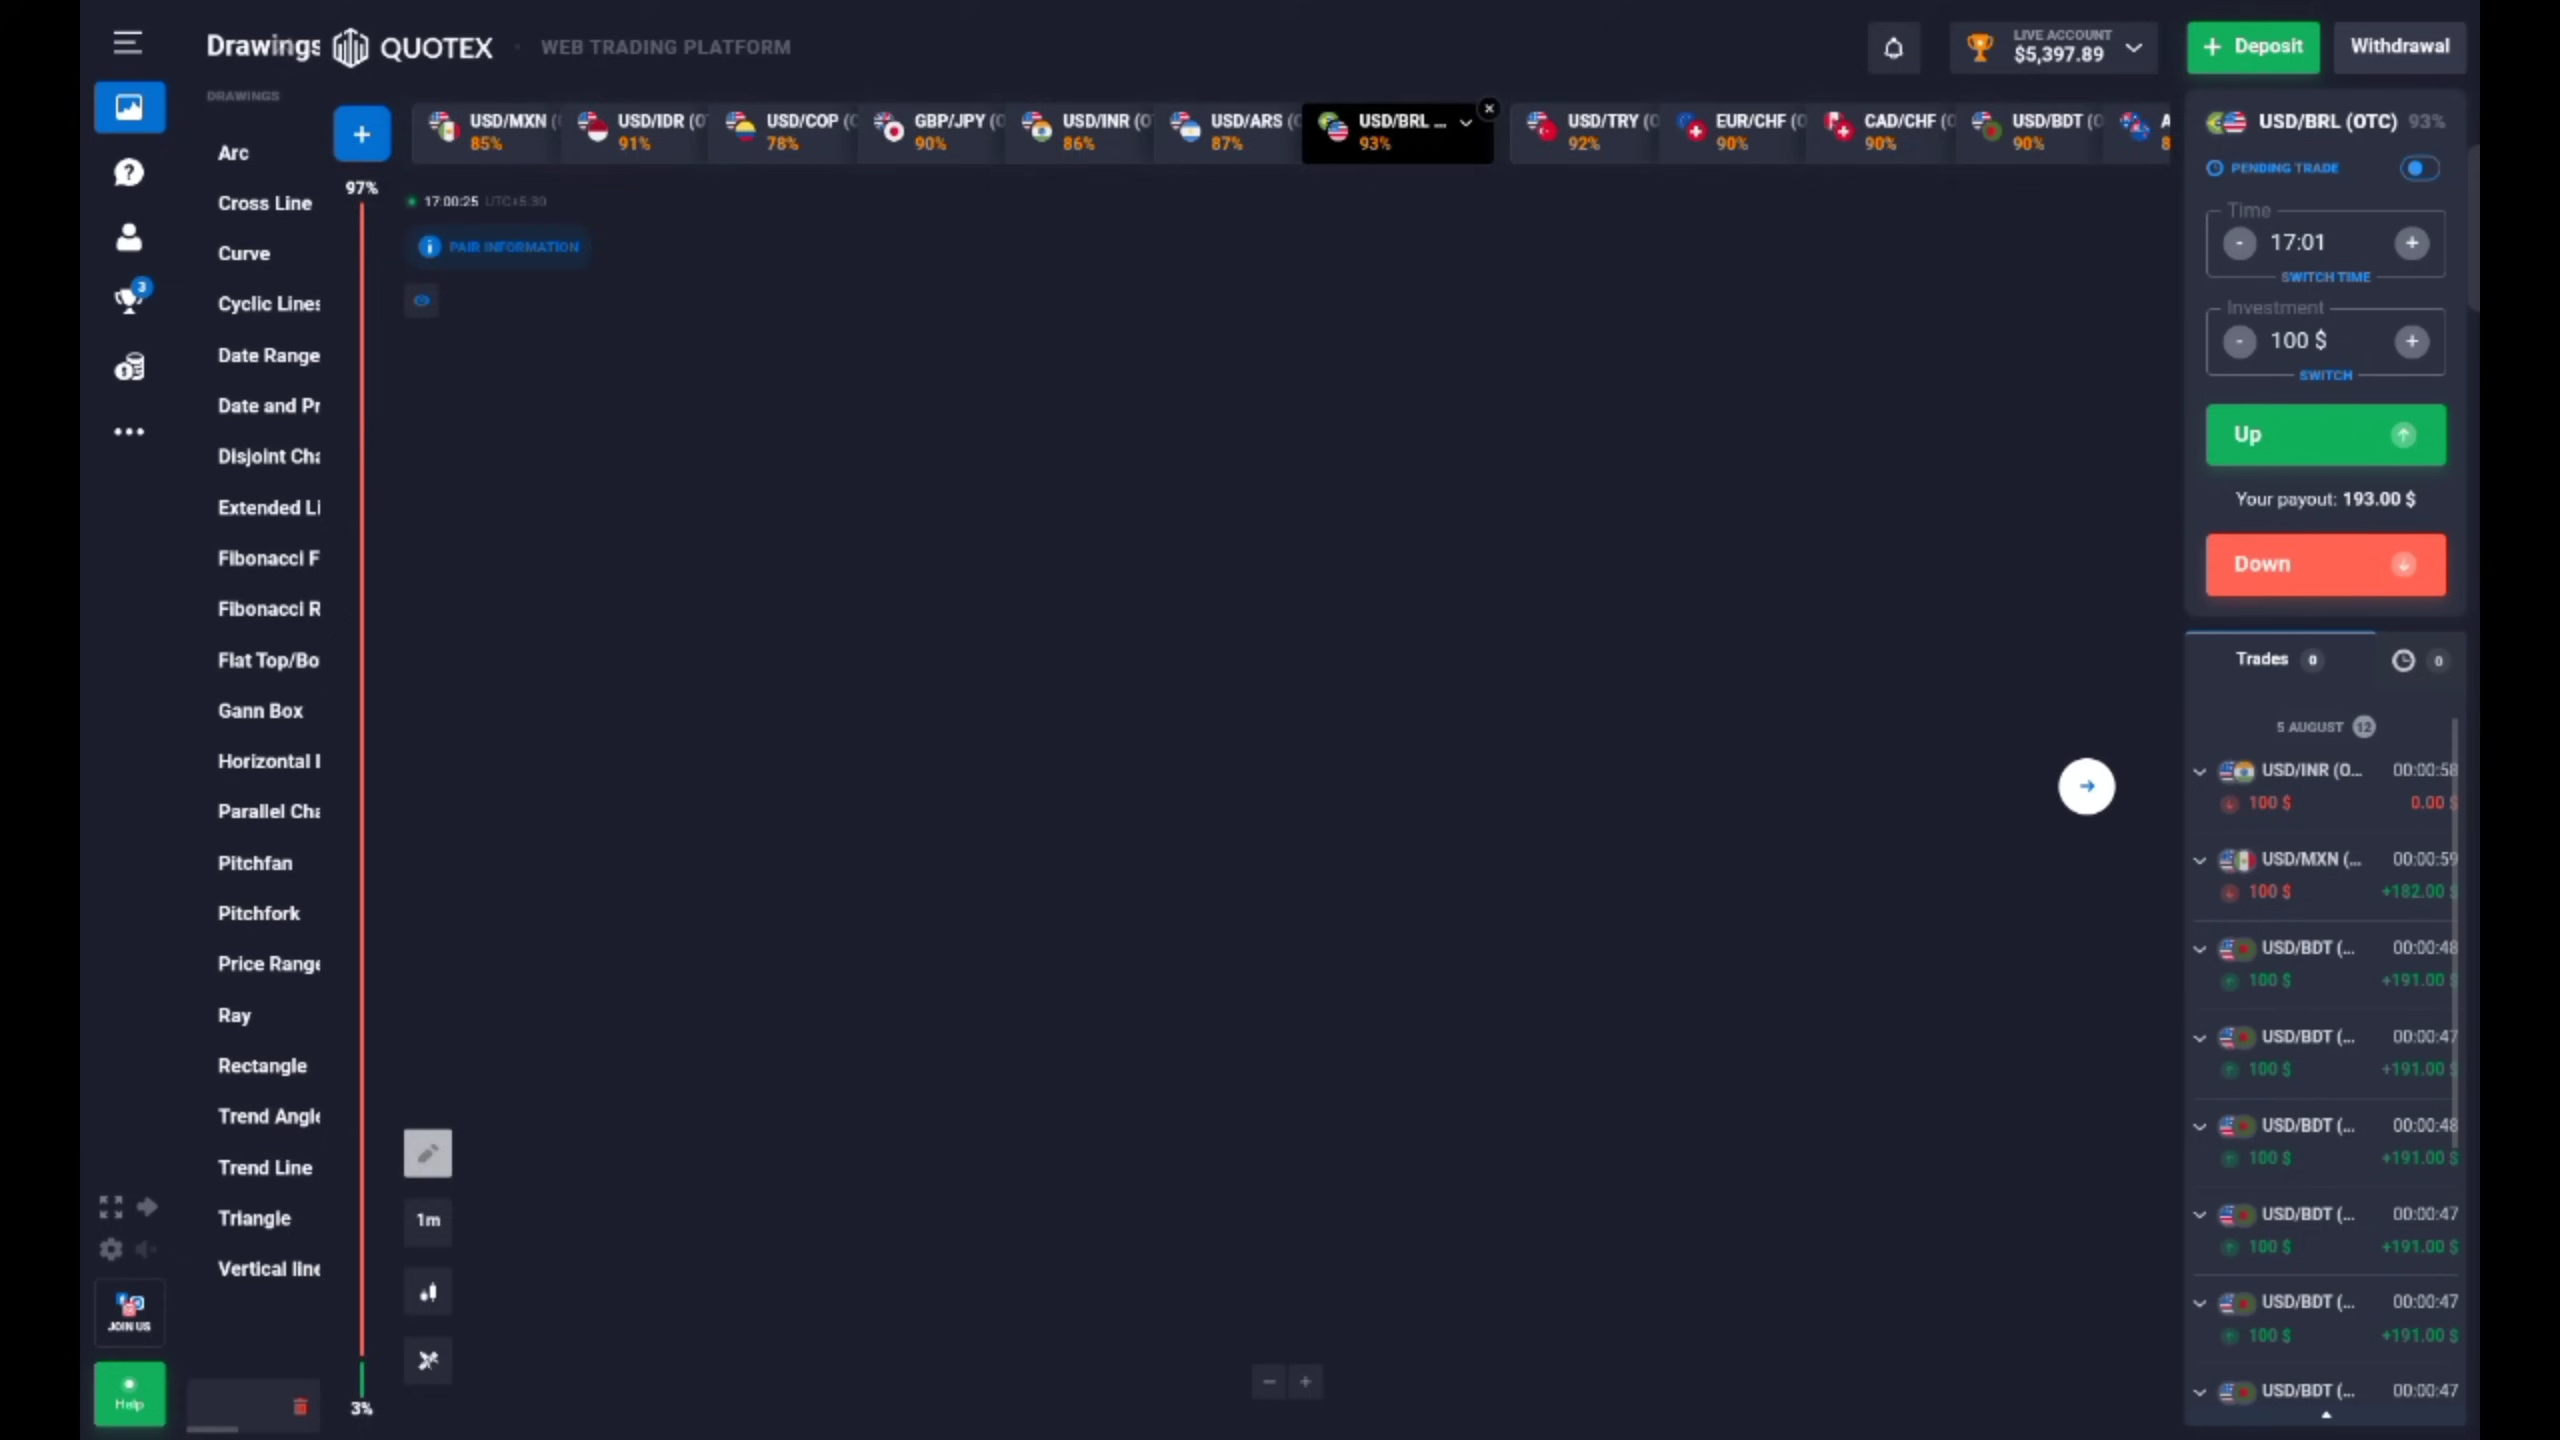 Drawings
QUOTEX
WEB TRADING PLATFORM
LIVE ACCOUNT
$5,397.89
+ Deposit
Withdrawal
DRAWINGS
Arc
Cross Line
Curve
Cyclic Lines
Date Range
Date and Pr
Disjoint Cha
Extended Li
Fibonacci F
Fibonacci R
Flat Top/Bo
Gann Box
Horizontal l
Parallel Cha
Pitchfan
Pitchfork
Price Range
Ray
Rectangle
Trend Angle
Trend Line
Triangle
Vertical line
3
JOIN US
Help
+
97%
3%
USD/MXN (
85%
USD/IDR (O
91%
USD/COP (O
78%
GBP/JPY (O
90%
USD/INR (O
86%
USD/ARS (O
87%
USD/BRL ...
93%
USD/TRY (O
92%
EUR/CHF (O
90%
CAD/CHF (O
90%
USD/BDT (O
90%
A
8
17:00:25 UTC+5:30
PAIR INFORMATION
1m
− +
USD/BRL (OTC) 93%
PENDING TRADE
Time
- 17:01 +
SWITCH TIME
Investment
- 100 $ +
SWITCH
Up
Your payout: 193.00 $
Down
Trades 0
0
5 AUGUST 12
USD/INR (O... 00:00:58
100 $ 0.00 $
USD/MXN (... 00:00:59
100 $ +182.00 $
USD/BDT (... 00:00:48
100 $ +191.00 $
USD/BDT (... 00:00:47
100 $ +191.00 $
USD/BDT (... 00:00:48
100 $ +191.00 $
USD/BDT (... 00:00:47
100 $ +191.00 $
USD/BDT (... 00:00:47
100 $ +191.00 $
USD/BDT (... 00:00:47